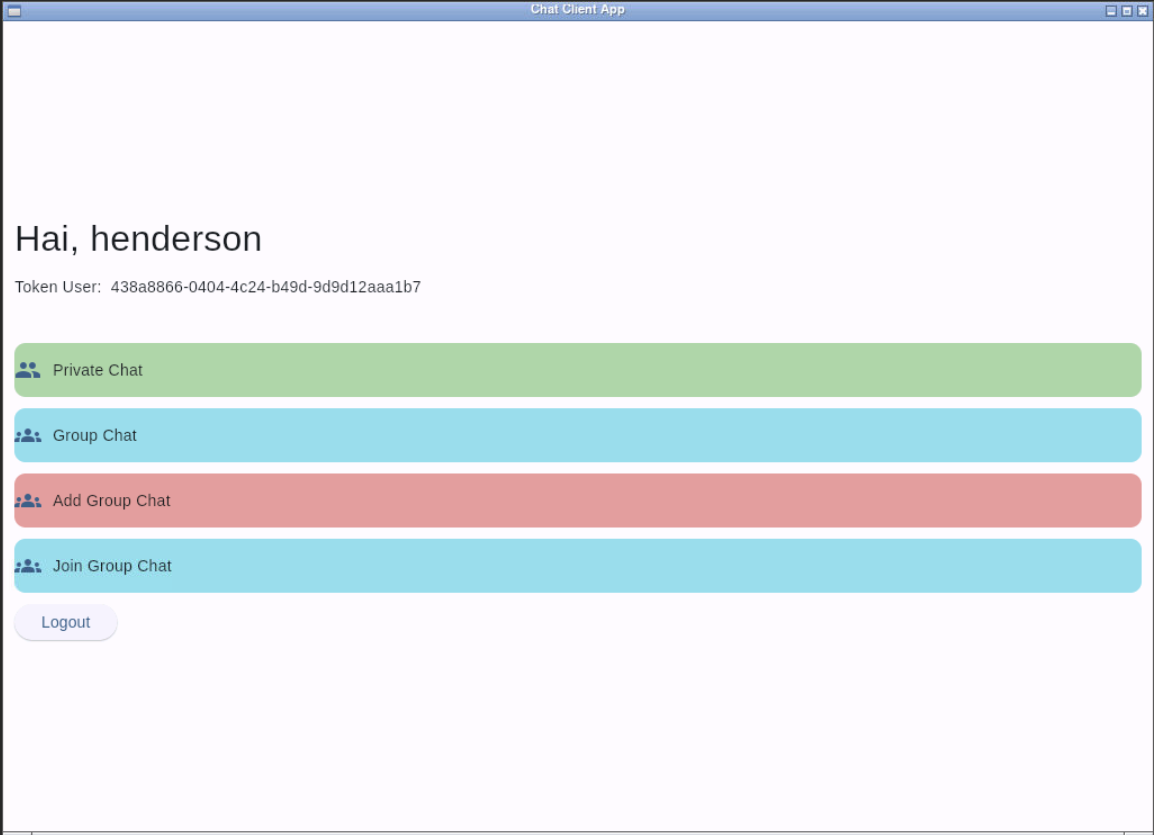 Chat Client App
Hai, henderson
Token User: 438a8866-0404-4c24-b49d-9d9d12aaa1b7
Private Chat
Group Chat
Add Group Chat
Join Group Chat
Logout